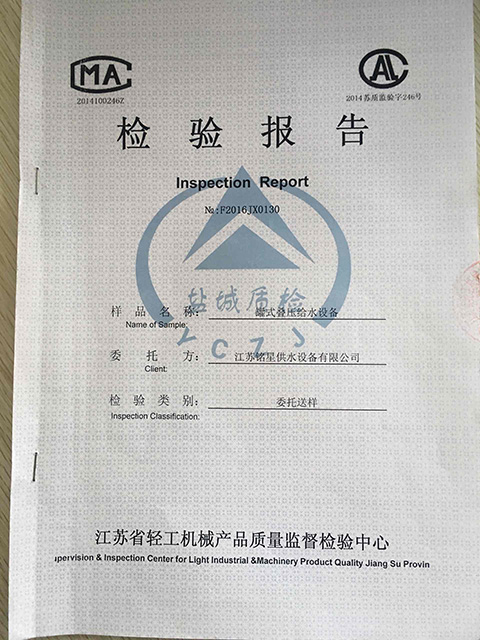 MA
AL
2014100246Z
2014苏质监验字246号
检验报告
Inspection Report
№:F2016JX0130
盐城质检
YCZJ
样品名称: 罐式叠压给水设备
Name of Sample:
委托方: 江苏铭星供水设备有限公司
Client:
检验类别: 委托送样
Inspection Classification:
江苏省轻工机械产品质量监督检验中心
upervision & Inspection Center for Light Industrial &Machinery Product Quality Jiang Su Provin